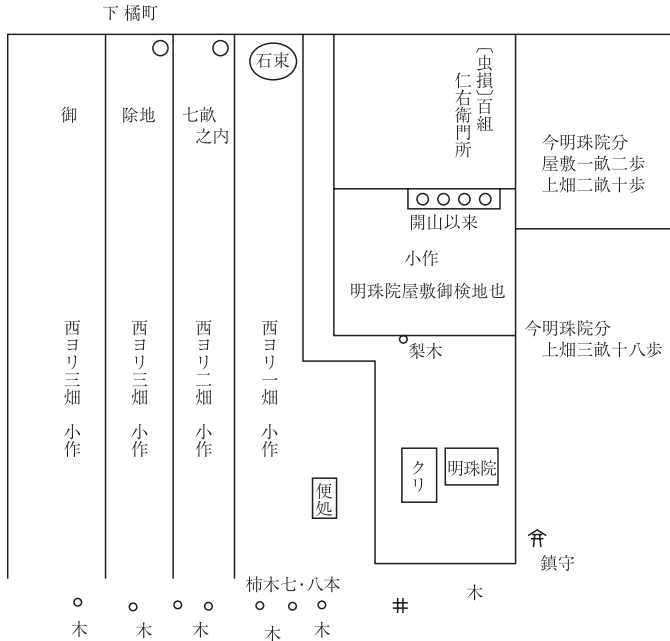 下 橘町
石束
御
除地
七畝
之内
〔虫損〕百組
仁右衛門所
今明珠院分
屋敷一畝二歩
上畑二畝十歩
開山以来
小作
明珠院屋敷御検地也
西ヨリ三畑 小作
西ヨリ三畑 小作
西ヨリ二畑 小作
西ヨリ一畑 小作
梨木
今明珠院分
上畑三畝十八歩
クリ
明珠院
便処
鎮守
柿木七・八本
木
木
木
木
木
木